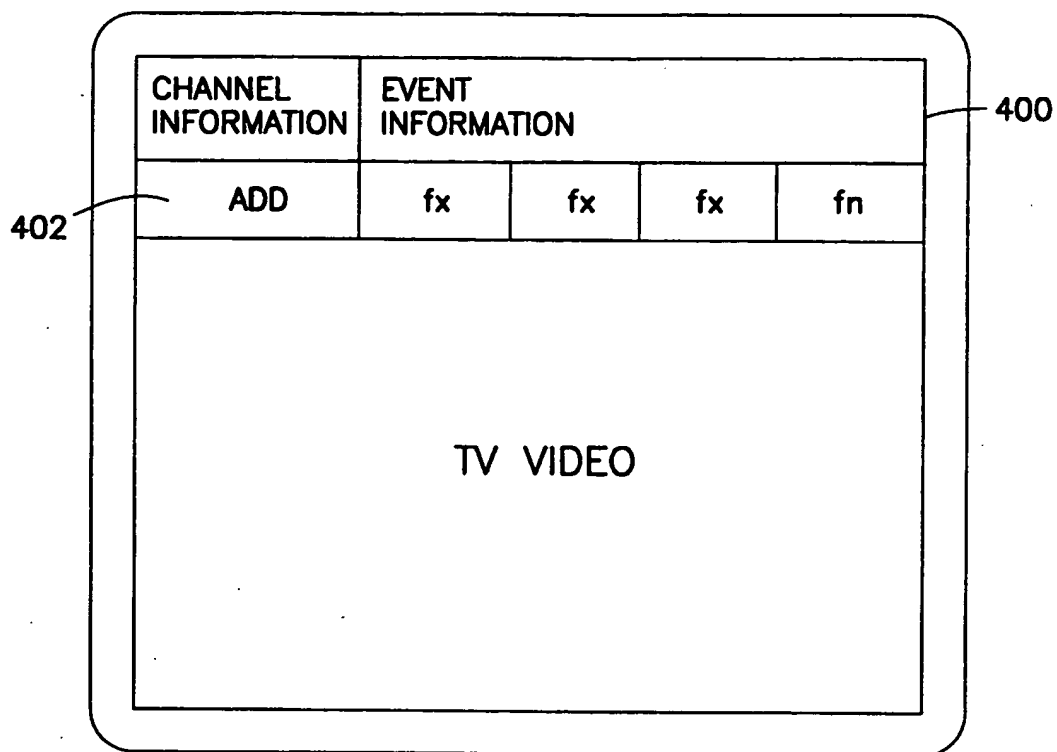 CHANNEL
INFORMATION
EVENT
INFORMATION
400
402
ADD
fx
fx
fx
fn
TV VIDEO